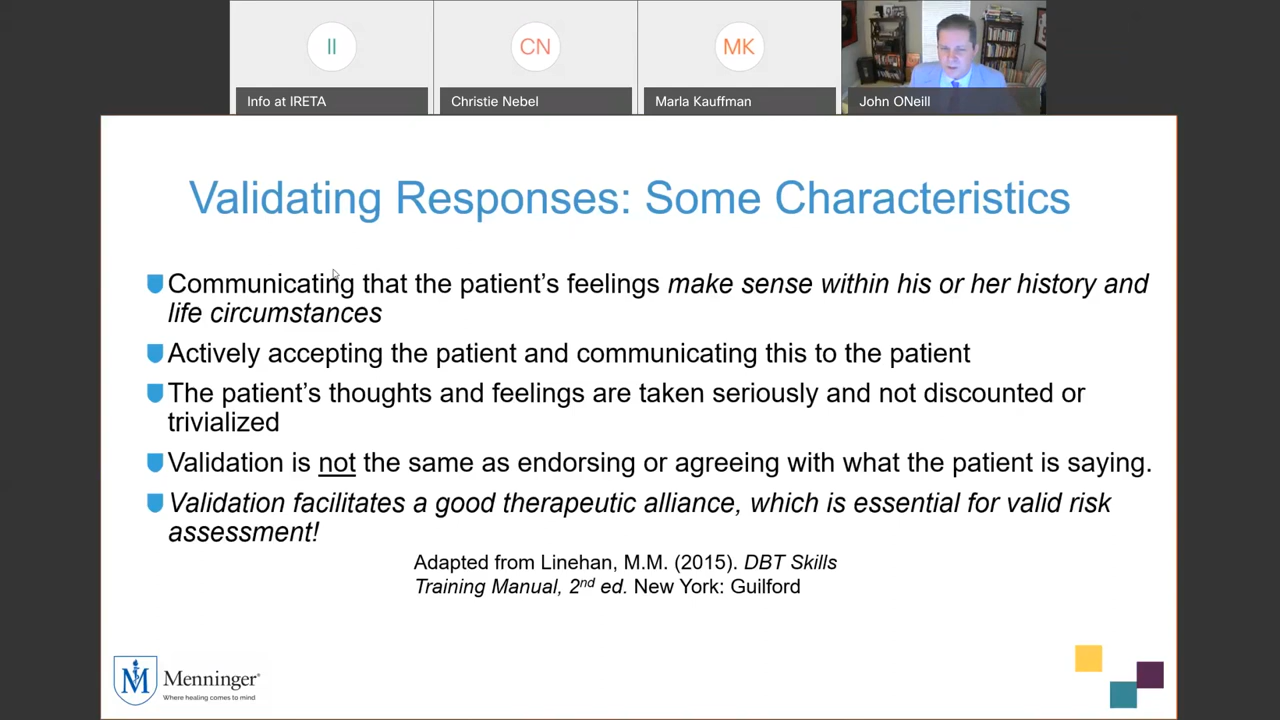 II
CN
MK
Info at IRETA
Christie Nebel
Marla Kauffman
John ONeill
Validating Responses: Some Characteristics
Communicating that the patient's feelings make sense within his or her history and
life circumstances
Actively accepting the patient and communicating this to the patient
The patient's thoughts and feelings are taken seriously and not discounted or
trivialized
Validation is not the same as endorsing or agreeing with what the patient is saying.
Validation facilitates a good therapeutic alliance, which is essential for valid risk
assessment!
Adapted from Linehan, M.M. (2015). DBT Skills
Training Manual, 2nd ed. New York: Guilford
M
Menninger®
Where healing comes to mind